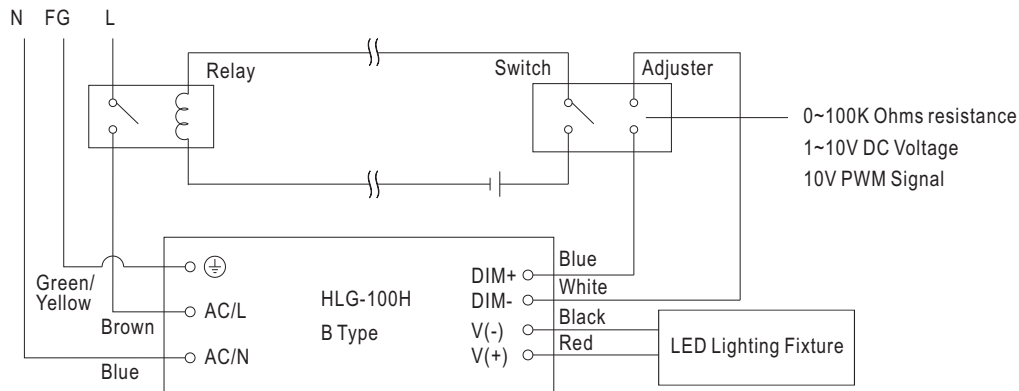 N FG L
Relay
Switch
Adjuster
0~100K Ohms resistance
1~10V DC Voltage
10V PWM Signal
Green/
Yellow
Brown
Blue
AC/L
AC/N
HLG-100H
B Type
DIM+
DIM-
V(-)
V(+)
Blue
White
Black
Red
LED Lighting Fixture